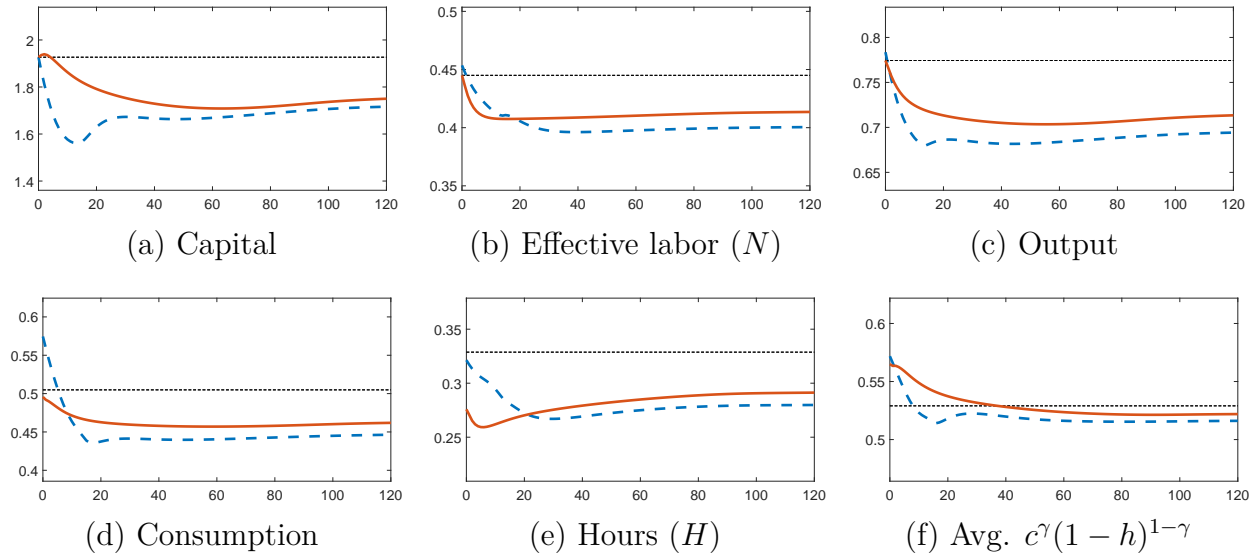 2
1.8
1.6
1.4
0 20 40 60 80 100 120
(a) Capital
0.5
0.45
0.4
0.35
0 20 40 60 80 100 120
(b) Effective labor (N)
0.8
0.75
0.7
0.65
0 20 40 60 80 100 120
(c) Output
0.6
0.55
0.5
0.45
0.4
0 20 40 60 80 100 120
(d) Consumption
0.35
0.3
0.25
0 20 40 60 80 100 120
(e) Hours (H)
0.6
0.55
0.5
0 20 40 60 80 100 120
(f) Avg. c^γ(1 − h)^{1−γ}